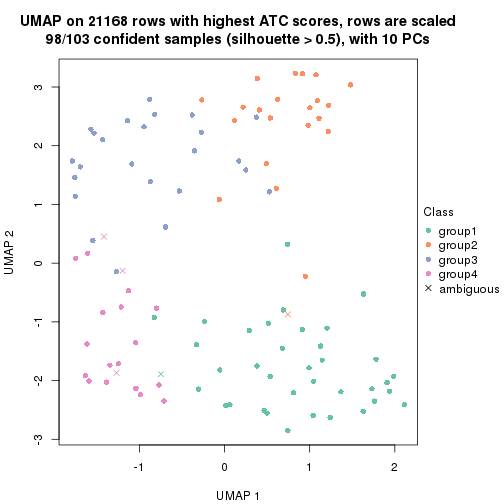 UMAP on 21168 rows with highest ATC scores, rows are scaled
98/103 confident samples (silhouette > 0.5), with 10 PCs
3
2
1
0
-1
-2
-3
UMAP 2
-1
0
1
2
UMAP 1
Class
group1
group2
group3
group4
ambiguous